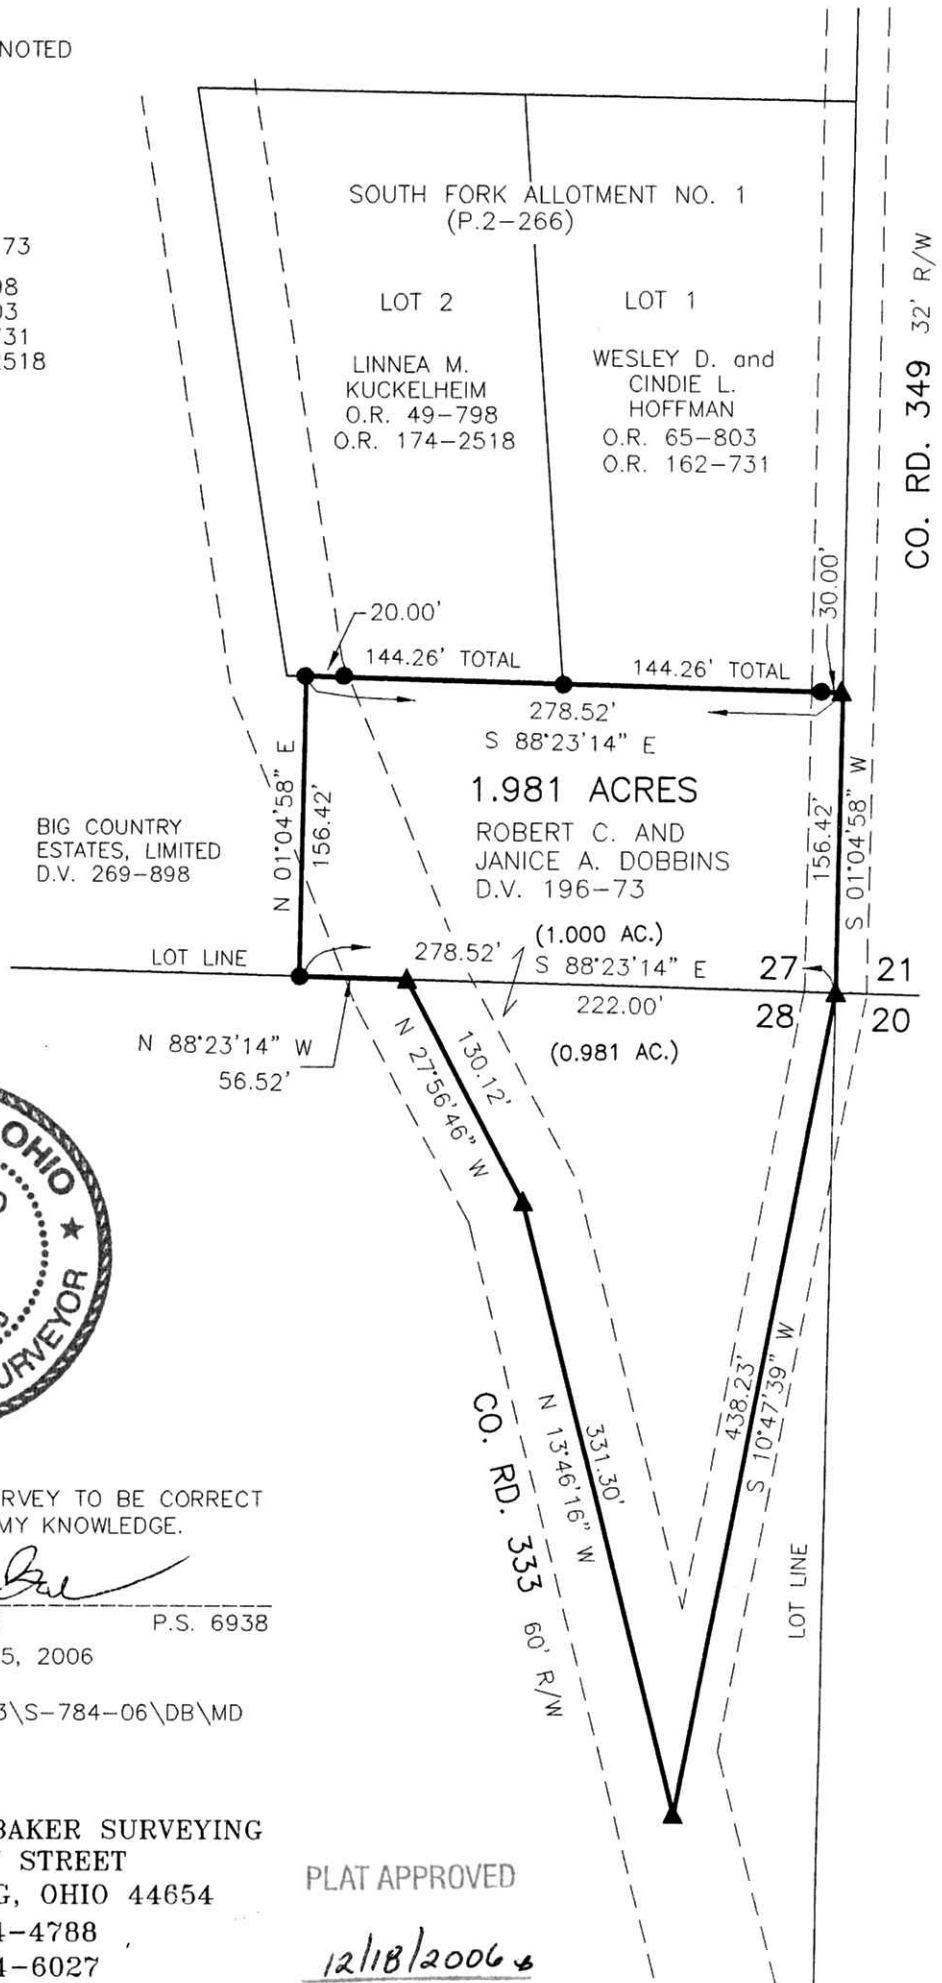 NOTED
73
98
03
731
2518
SOUTH FORK ALLOTMENT NO. 1
(P.2-266)
LOT 2
LINNEA M.
KUCKELHEIM
O.R. 49-798
O.R. 174-2518
LOT 1
WESLEY D. and
CINDIE L.
HOFFMAN
O.R. 65-803
O.R. 162-731
CO. RD. 349 32' R/W
20.00'
30.00'
144.26' TOTAL
144.26' TOTAL
278.52'
S 88°23'14" E
1.981 ACRES
ROBERT C. AND
JANICE A. DOBBINS
D.V. 196-73
N 01°04'58" E
156.42'
156.42'
S 01°04'58" W
BIG COUNTRY
ESTATES, LIMITED
D.V. 269-898
LOT LINE
278.52'
(1.000 AC.)
S 88°23'14" E
27
21
222.00'
28
20
(0.981 AC.)
N 88°23'14" W
56.52'
130.12'
N 27°56'46" W
OHIO ★
SURVEYOR
CO. RD. 333 60' R/W
331.30'
N 13°46'16" W
438.23'
S 10°47'39" W
LOT LINE
RVEY TO BE CORRECT
MY KNOWLEDGE.
P.S. 6938
5, 2006
3\S-784-06\DB\MD
BAKER SURVEYING
STREET
G, OHIO 44654
4-4788
4-6027
PLAT APPROVED
12/18/2006